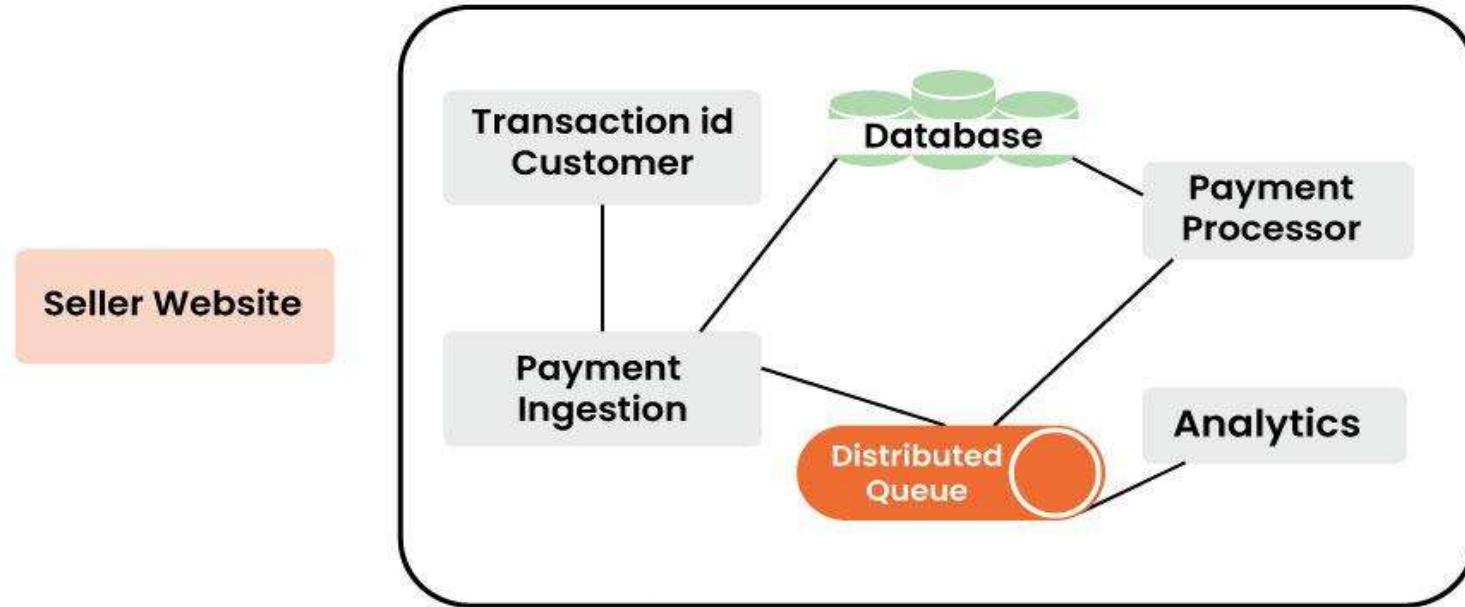 Seller Website
Transaction id
Customer
Payment
Ingestion
Database
Payment
Processor
Distributed
Queue
Analytics